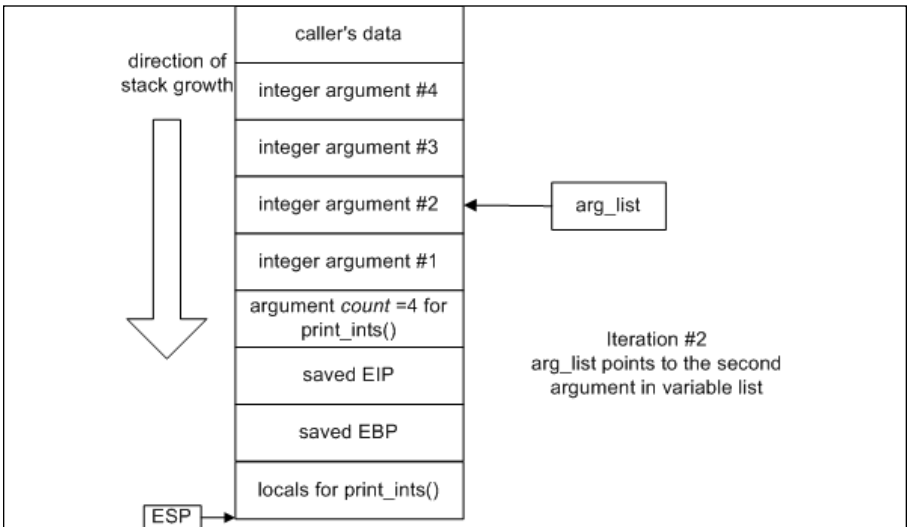 caller's data
direction of
stack growth
integer argument #4
integer argument #3
integer argument #2
arg_list
integer argument #1
argument count =4 for
print_ints()
Iteration #2
arg_list points to the second
argument in variable list
saved EIP
saved EBP
locals for print_ints()
ESP